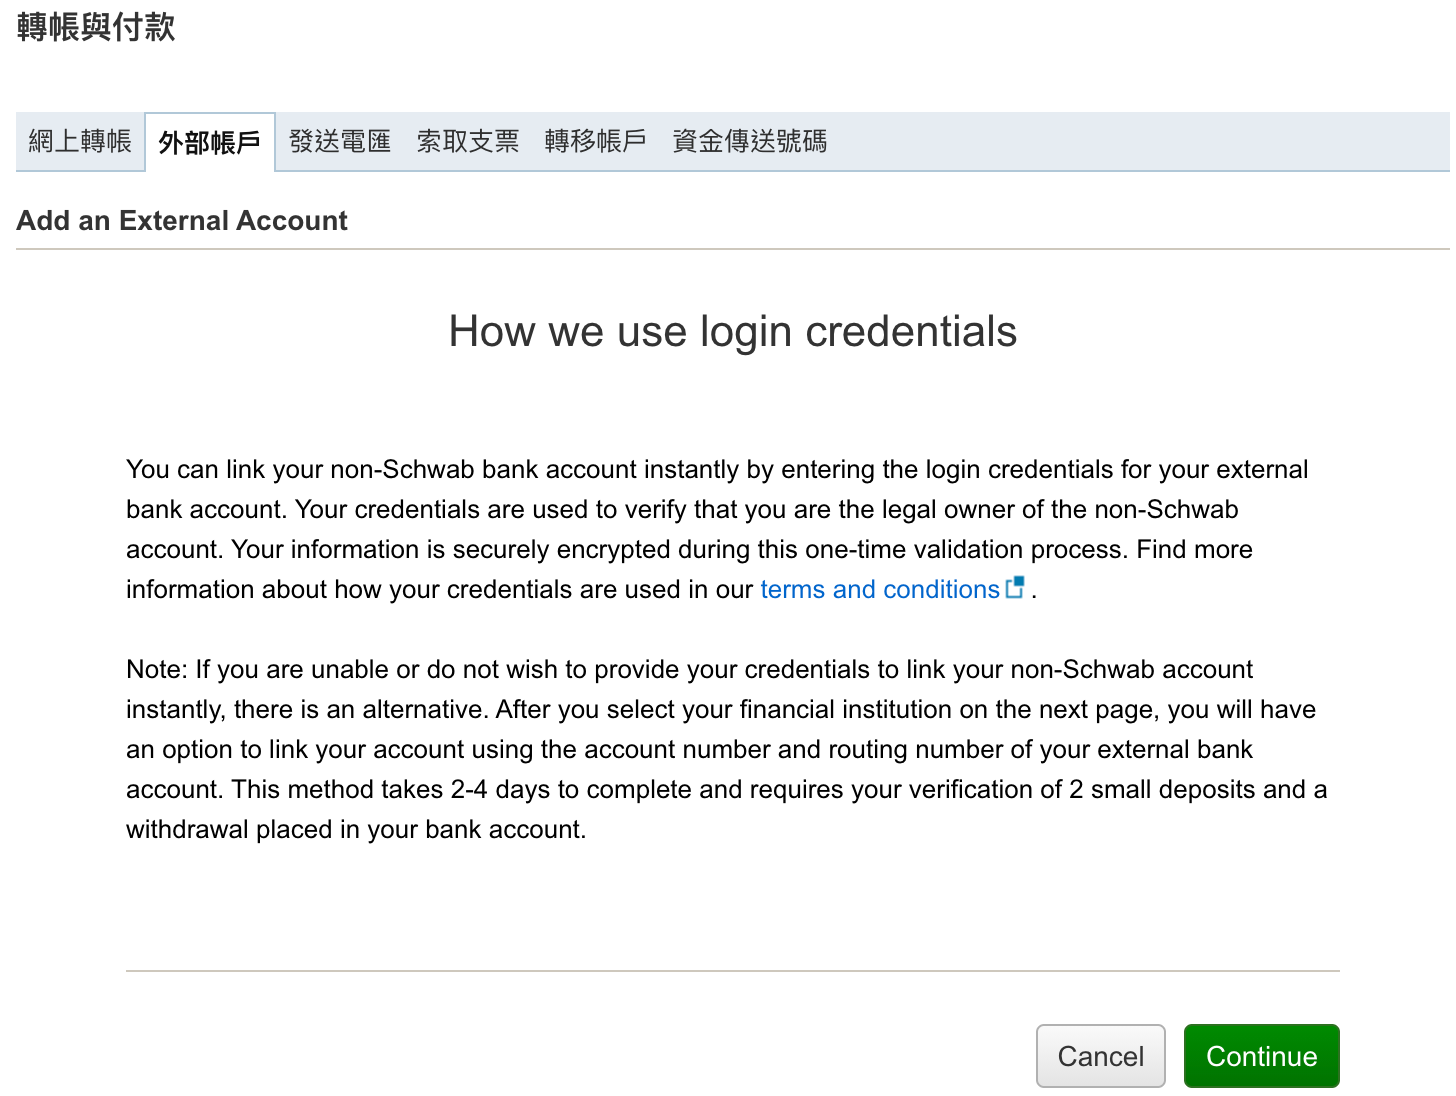 轉帳與付款
網上轉帳 外部帳戶 發送電匯 索取支票 轉移帳戶 資金傳送號碼
Add an External Account
How we use login credentials
You can link your non-Schwab bank account instantly by entering the login credentials for your external
bank account. Your credentials are used to verify that you are the legal owner of the non-Schwab
account. Your information is securely encrypted during this one-time validation process. Find more
information about how your credentials are used in our terms and conditions .
Note: If you are unable or do not wish to provide your credentials to link your non-Schwab account
instantly, there is an alternative. After you select your financial institution on the next page, you will have
an option to link your account using the account number and routing number of your external bank
account. This method takes 2-4 days to complete and requires your verification of 2 small deposits and a
withdrawal placed in your bank account.
Cancel Continue